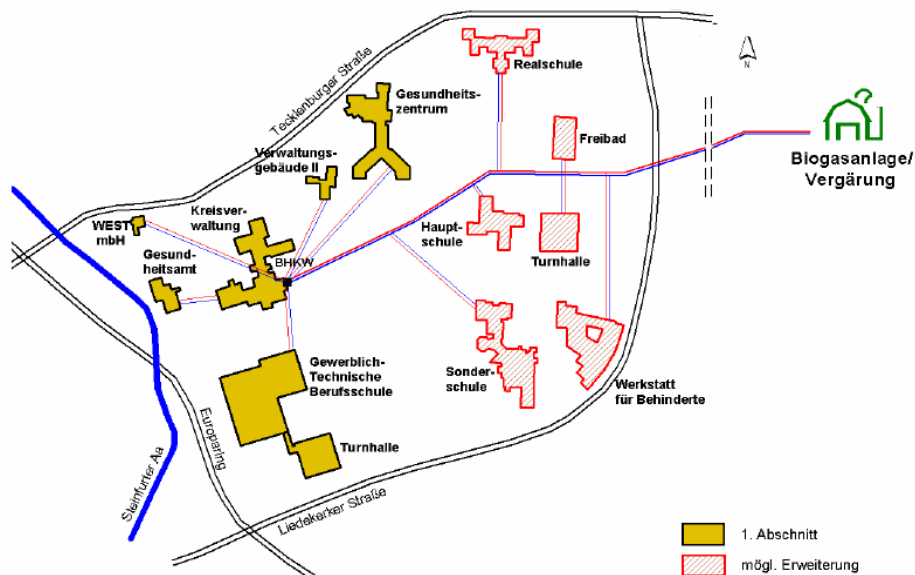 Realschule
N
Tecklenburger Straße
Gesundheits-
zentrum
Freibad
Biogasanlage/
Vergärung
Verwaltungs-
gebäude II
Kreisver-
waltung
WEST
mbH
Haupt-
schule
Turnhalle
Gesund-
heitsamt
BHKW
Gewerblich-
Technische
Berufsschule
Sonder-
schule
Werkstatt
für Behinderte
Europaring
Turnhalle
Steinfurter Aa
Liedekerker Straße
1. Abschnitt
mögl. Erweiterung